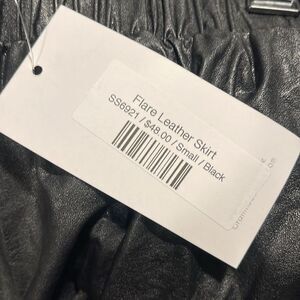 Flare Leather Skirt
SS6921 / $48.00 / Small / Black